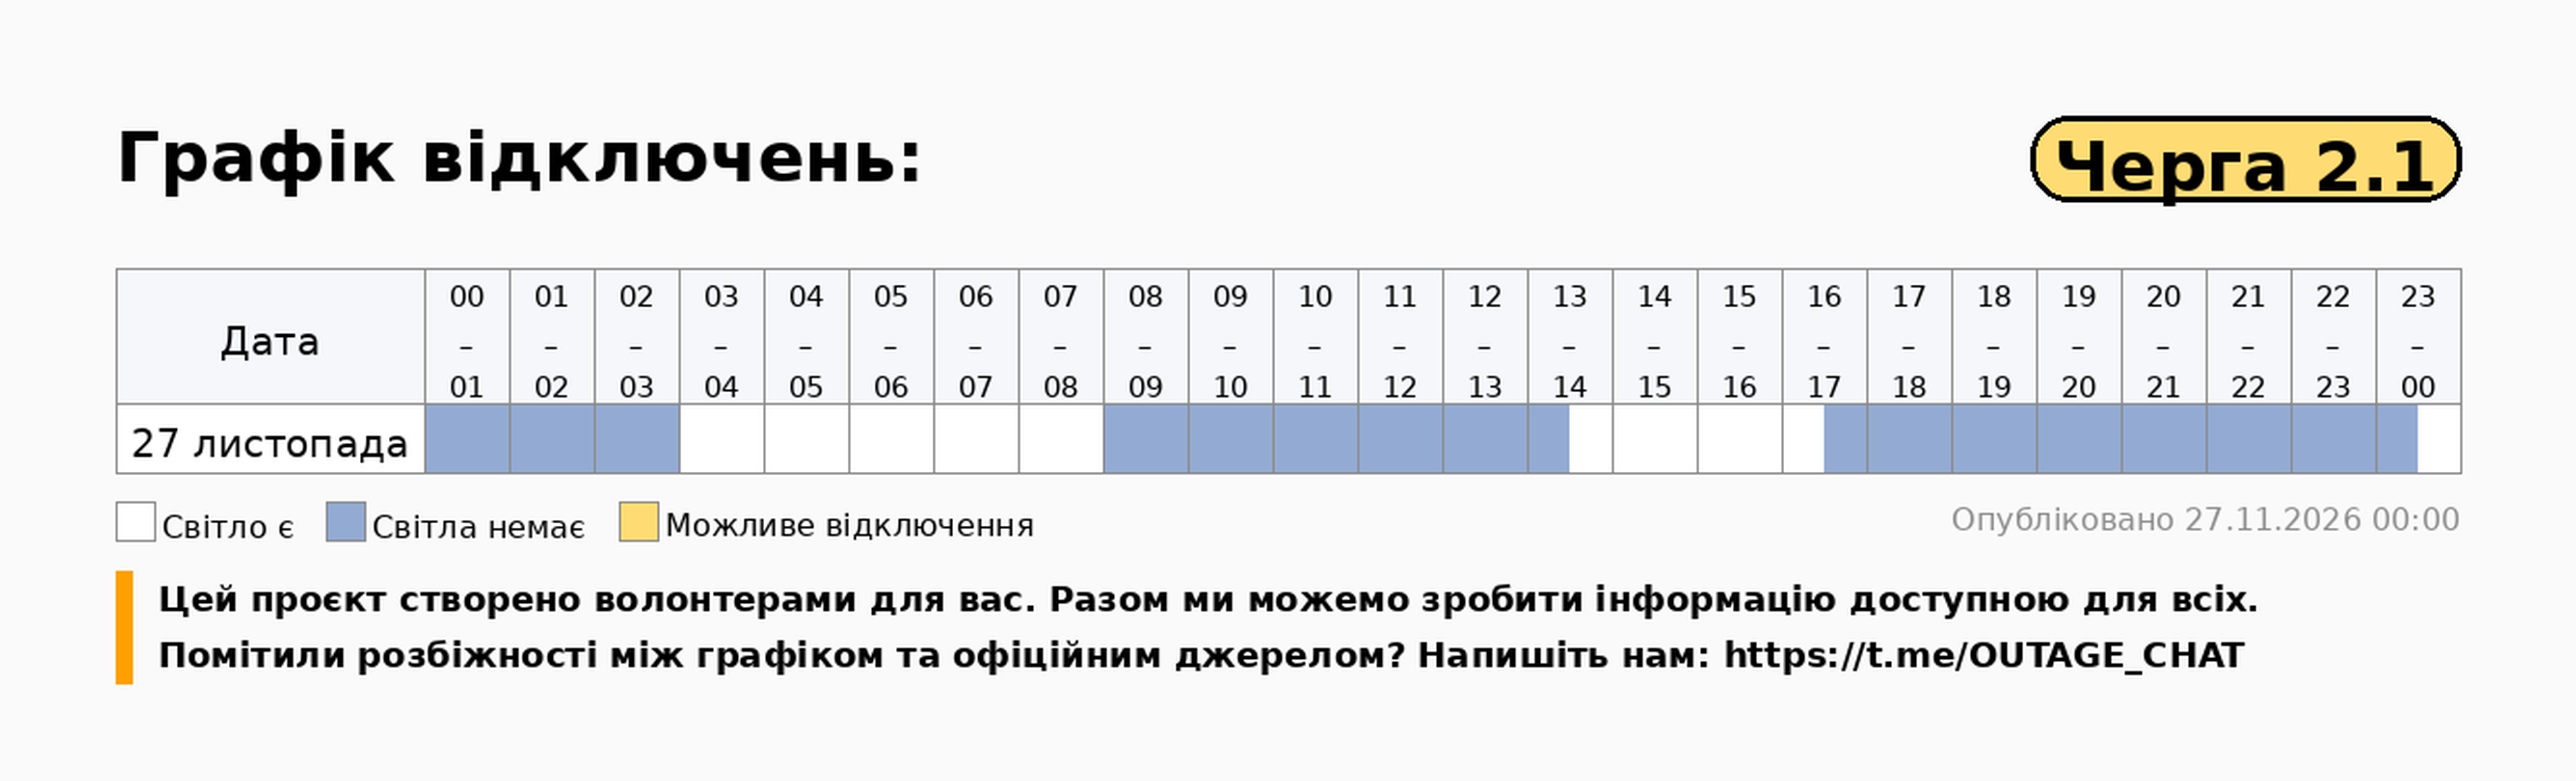 Графік відключень:
Черга 2.1
Дата 00–01 01–02 02–03 03–04 04–05 05–06 06–07 07–08 08–09 09–10 10–11 11–12 12–13 13–14 14–15 15–16 16–17 17–18 18–19 19–20 20–21 21–22 22–23 23–00
27 листопада
Світло є Світла немає Можливе відключення
Опубліковано 27.11.2026 00:00
Цей проєкт створено волонтерами для вас. Разом ми можемо зробити інформацію доступною для всіх.
Помітили розбіжності між графіком та офіційним джерелом? Напишіть нам: https://t.me/OUTAGE_CHAT